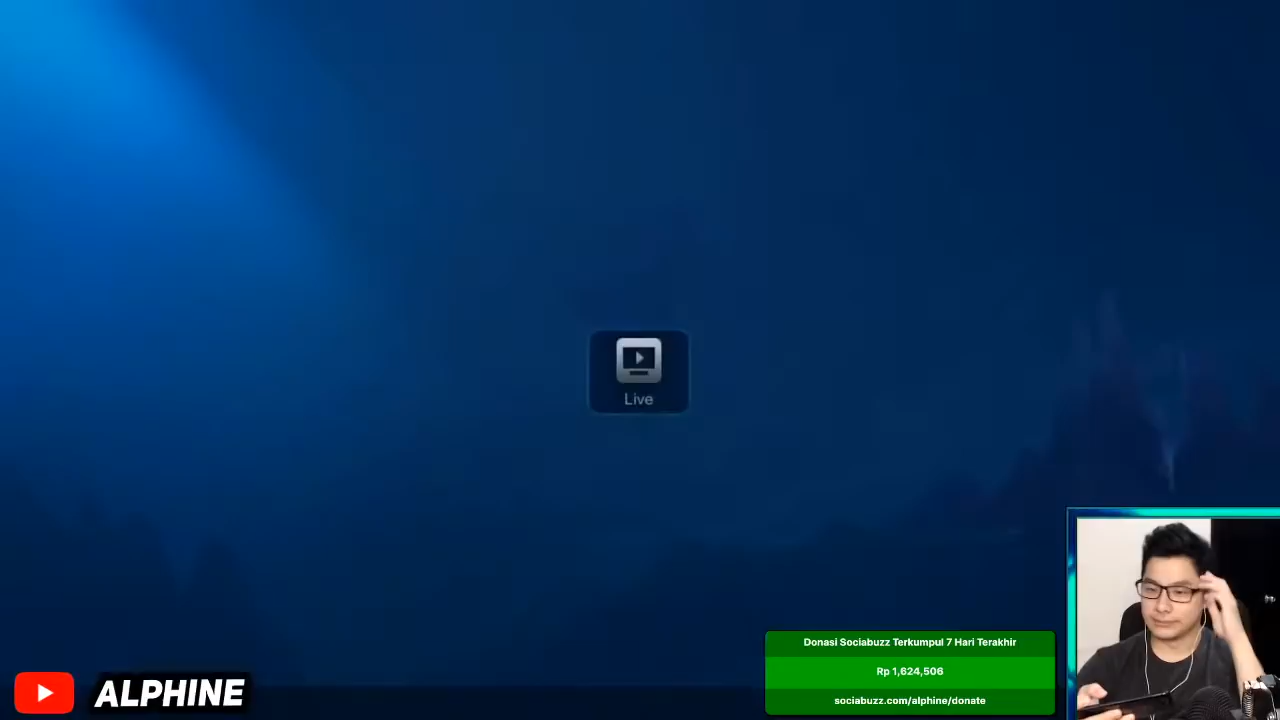 Live
Donasi Sociabuzz Terkumpul 7 Hari Terakhir
Rp 1,624,506
sociabuzz.com/alphine/donate
ALPHINE